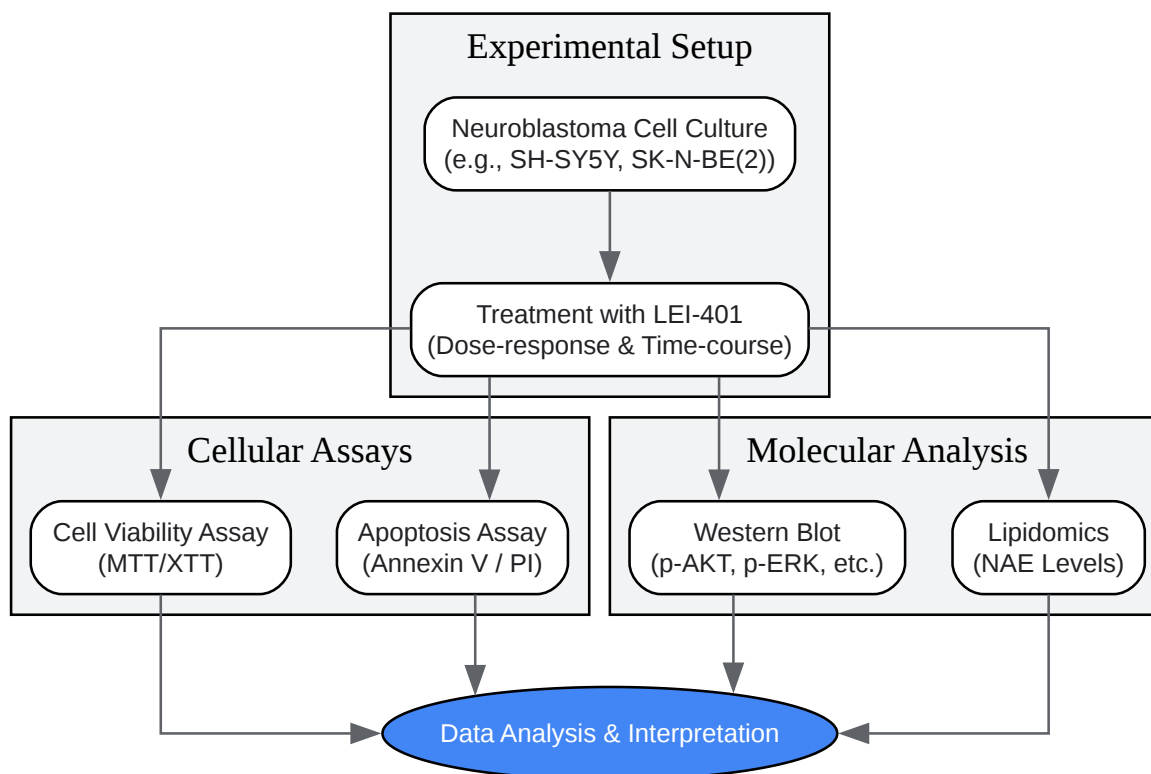 Experimental Setup
Neuroblastoma Cell Culture
(e.g., SH-SY5Y, SK-N-BE(2))
Treatment with LEI-401
(Dose-response & Time-course)
Cellular Assays
Molecular Analysis
Cell Viability Assay
(MTT/XTT)
Apoptosis Assay
(Annexin V / PI)
Western Blot
(p-AKT, p-ERK, etc.)
Lipidomics
(NAE Levels)
Data Analysis & Interpretation